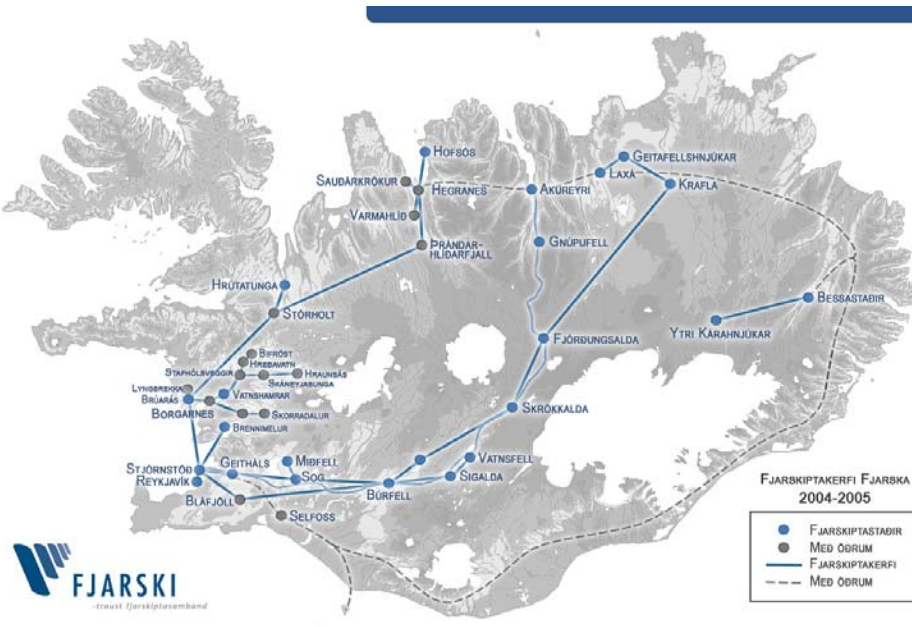 HOFSÓS
GEITAFELLSHNJÚKAR
SAUÐÁRKRÓKUR
LAXÁ
HEGRANES
AKUREYRI
KRAFLA
VARMAHLÍÐ
ÞRÁNDAR-
HLÍÐARFJALL
GNÚPUFELL
HRÚTATUNGA
BESSASTAÐIR
STÓRHOLT
YTRI KÁRAHNJÚKAR
FJÓRÐUNGSALDA
BIFRÖST
HREÐAVATN
STAFHOLSVEGGIR
HRAUNSÁS
SKÁNEYJABUNGA
LYNGBREKKA
VATNSHAMRAR
BRÚARÁS
BORGARNES
SKORRADALUR
SKROKKALDA
BRENNIMELUR
STJÓRNSTÖÐ
GEITHÁLS
MIÐFELL
VATNSFELL
REYKJAVÍK
SOG
SIGALDA
BÚRFELL
BLÁFJÖLL
SELFOSS
FJARSKIPTAKERFI FJARSKA
2004-2005
FJARSKIPTASTAÐIR
MEÐ ÖÐRUM
FJARSKIPTAKERFI
MEÐ ÖÐRUM
FJARSKI
-traust fjarskiptasamband